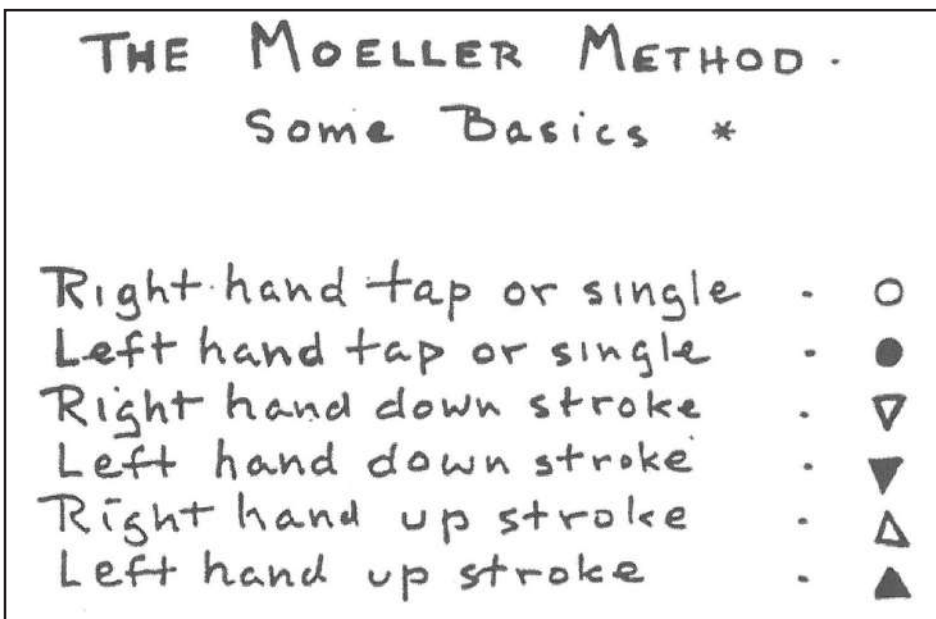 THE MOELLER METHOD.
Some Basics *
Right hand tap or single . ○
Left hand tap or single . ●
Right hand down stroke . ▽
Left hand down stroke . ▼
Right hand up stroke . △
Left hand up stroke . ▲